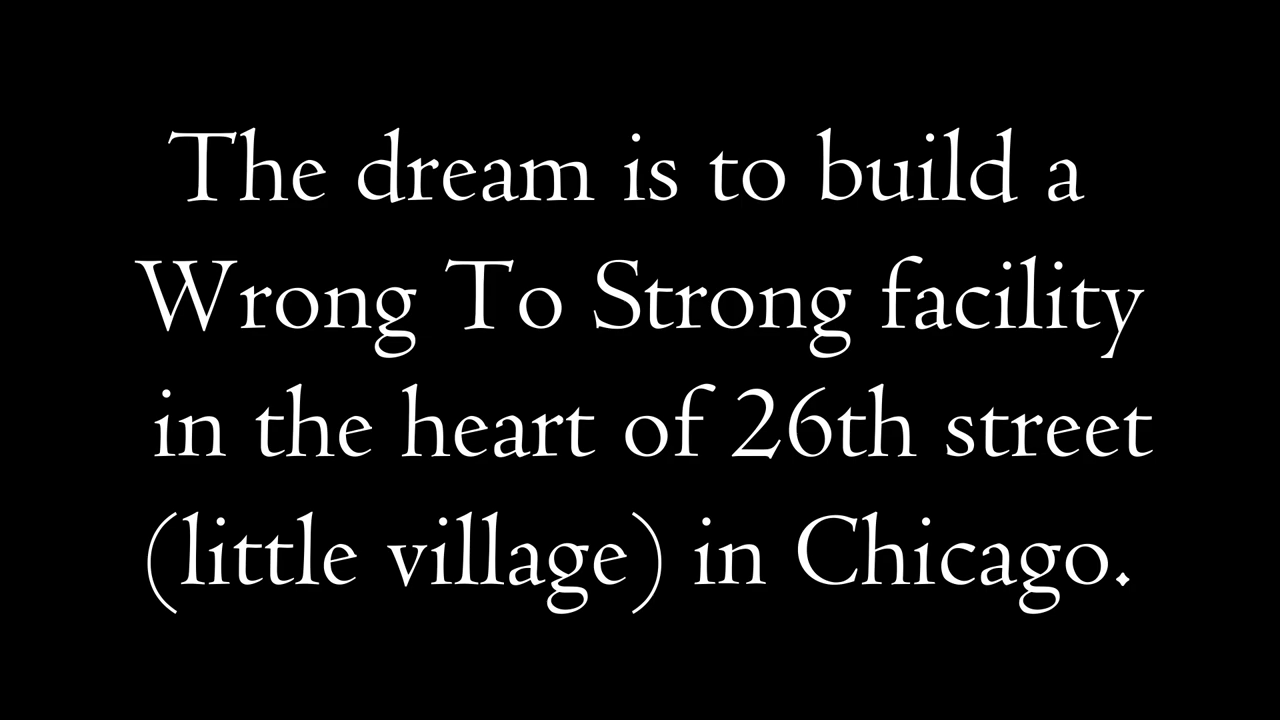 The dream is to build a
Wrong To Strong facility
in the heart of 26th street
(little village) in Chicago.